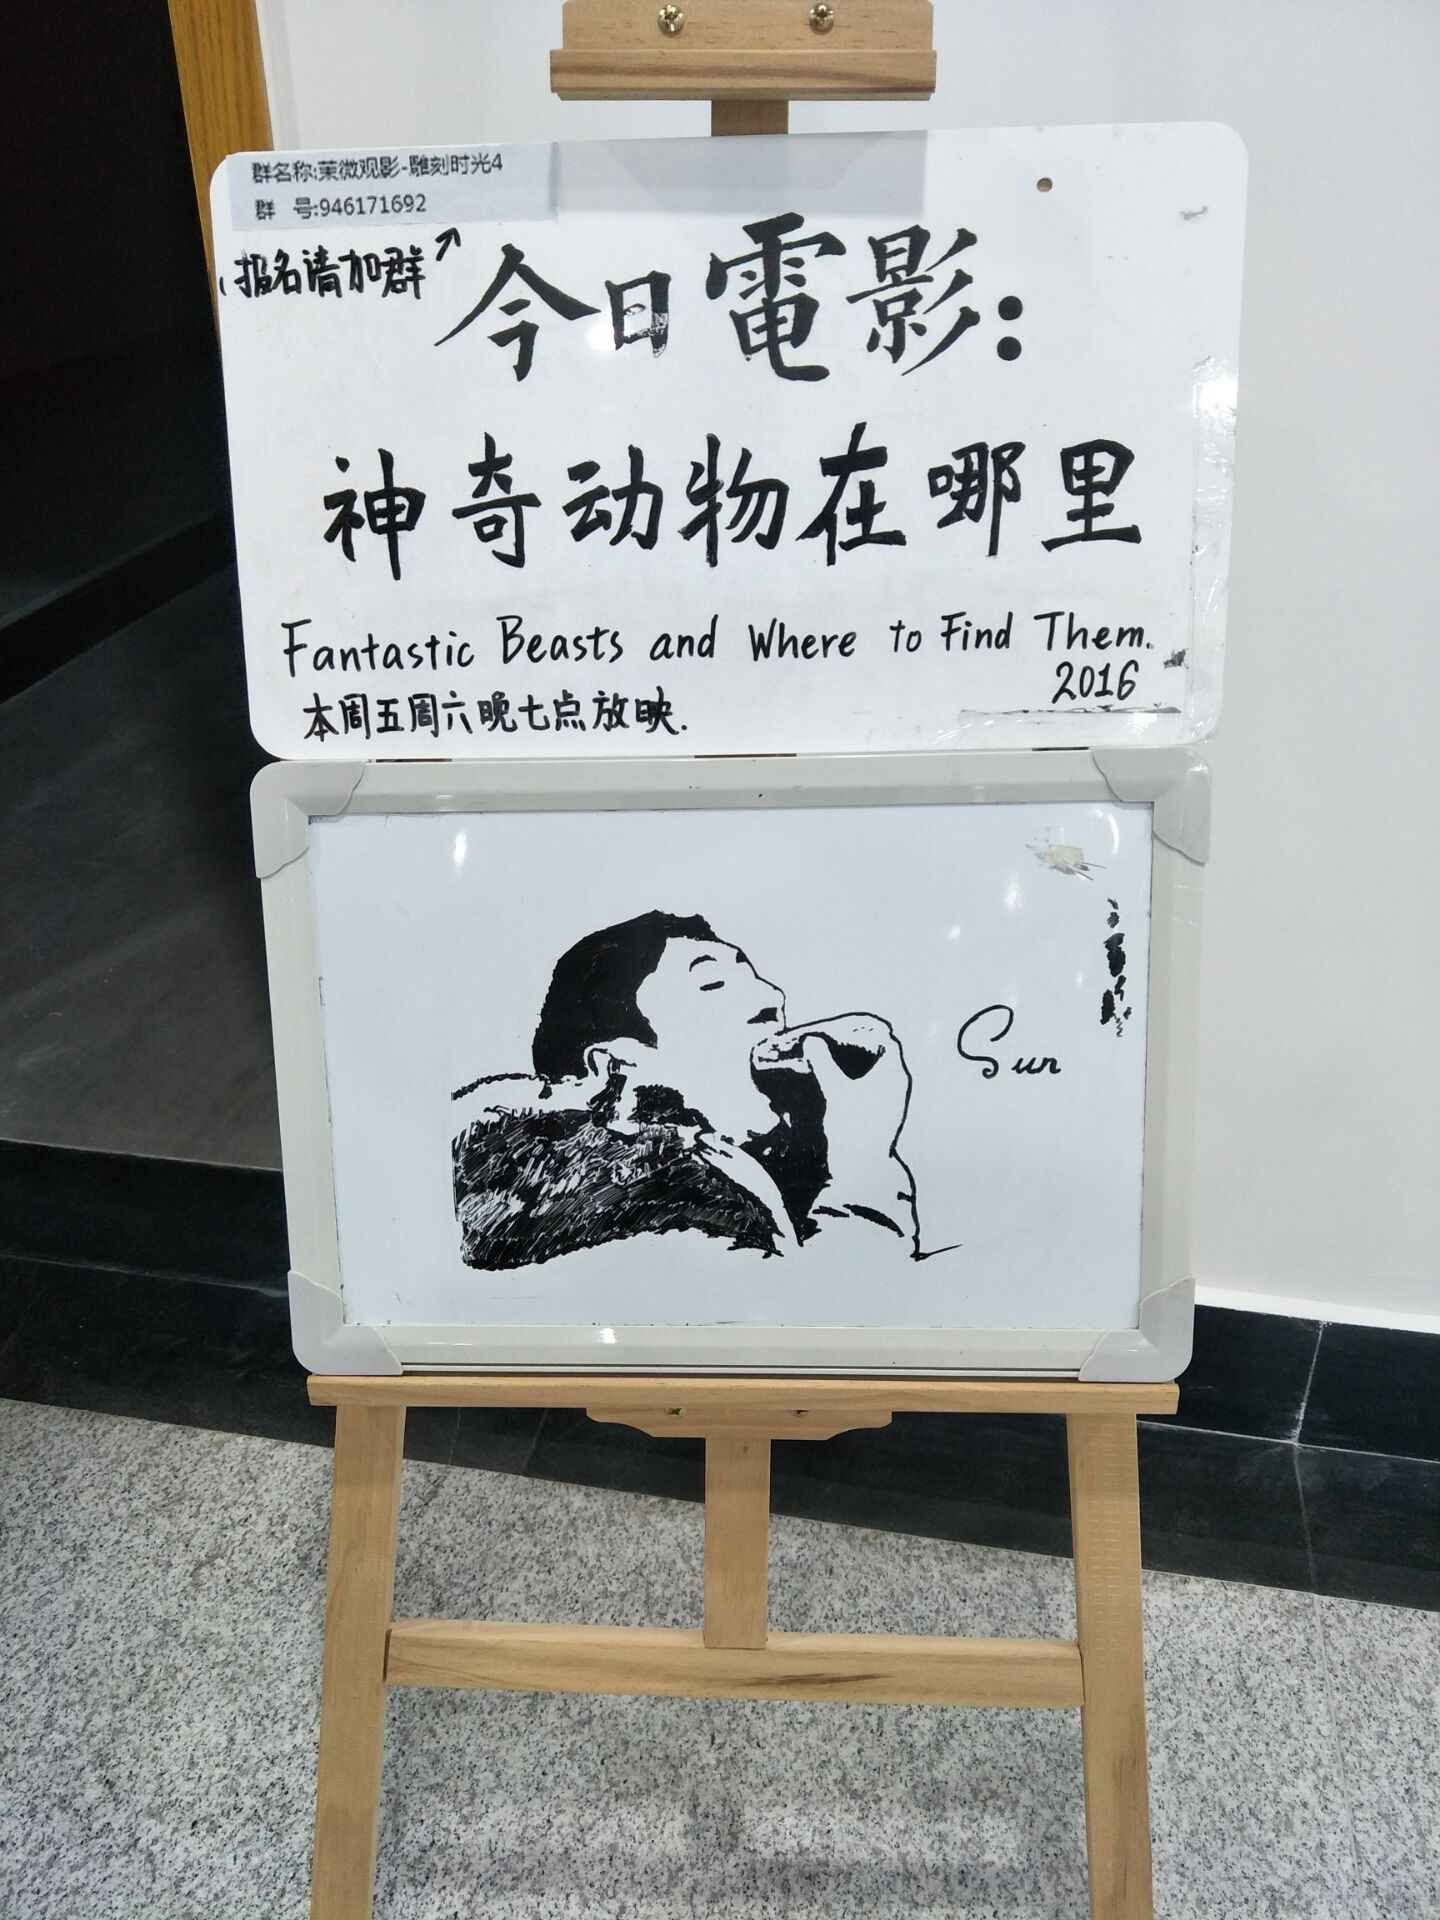 群名称:茉微观影-雕刻时光4
群 号:946171692
报名请加群
今日電影:
神奇动物在哪里
Fantastic Beasts and Where to Find Them.
2016
本周五周六晚七点放映.
Sun